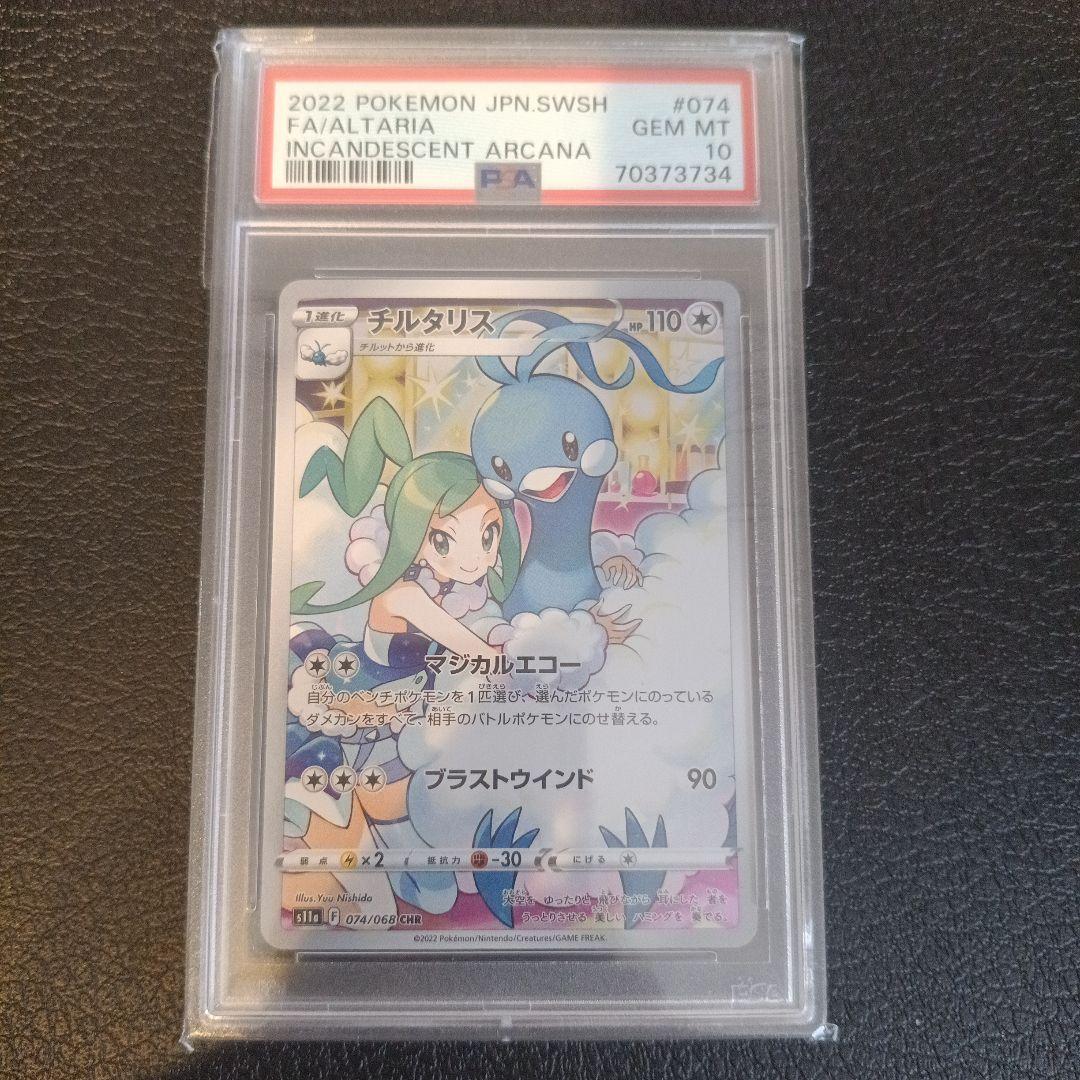 2022 POKEMON JPN.SWSH #074
FA/ALTARIA GEM MT
INCANDESCENT ARCANA 10
PSA 70373734
1進化 チルタリス HP 110
チルットから進化
マジカルエコー
自分のベンチポケモンを1匹選び、選んだポケモンにのっている
ダメカンをすべて、相手のバトルポケモンにのせ替える。
ブラストウインド 90
弱点 ×2 抵抗力 -30 にげる
Illus. Yuu Nishida
大空を ゆったりと 飛びながら 耳にした 者を
うっとりさせる 美しい ハミングを 奏でる。
s11a F 074/068 CHR
©2022 Pokémon/Nintendo/Creatures/GAME FREAK.